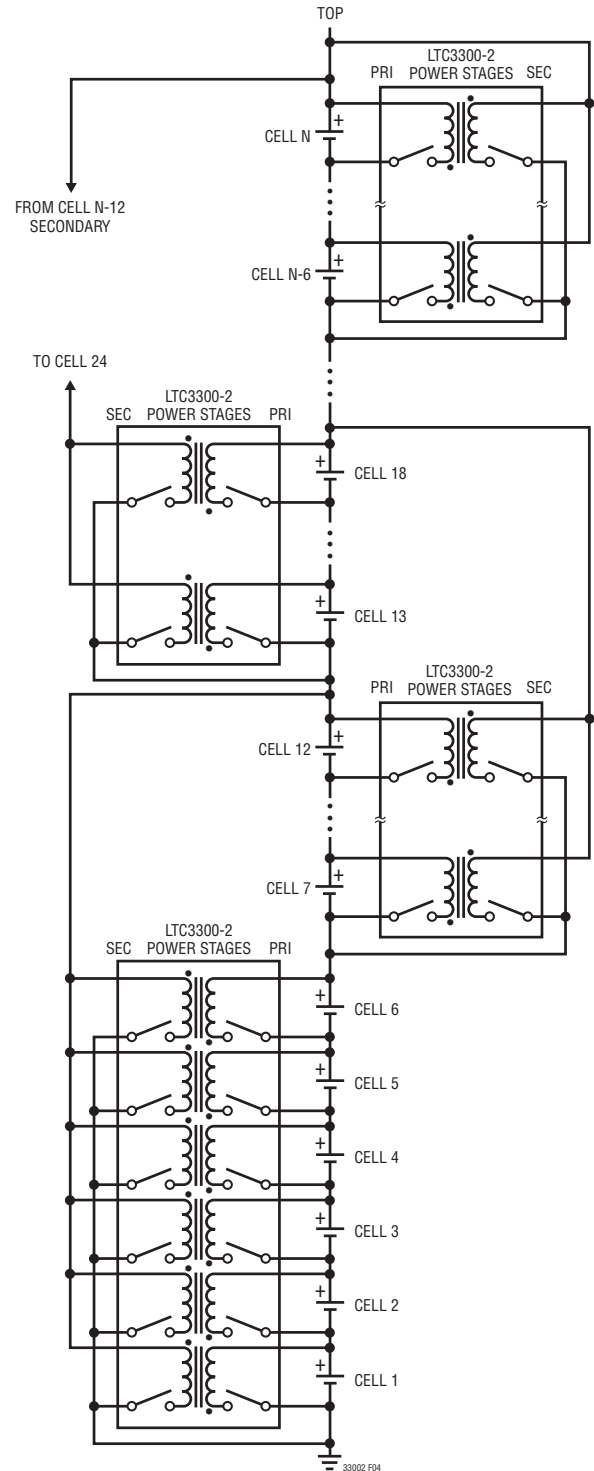 TOP
LTC3300-2
PRI POWER STAGES SEC
+
CELL N
FROM CELL N-12
SECONDARY
+
CELL N-6
TO CELL 24
LTC3300-2
SEC POWER STAGES PRI
+
CELL 18
+
CELL 13
LTC3300-2
PRI POWER STAGES SEC
+
CELL 12
+
CELL 7
LTC3300-2
SEC POWER STAGES PRI
+
CELL 6
+
CELL 5
+
CELL 4
+
CELL 3
+
CELL 2
+
CELL 1
33002 F04